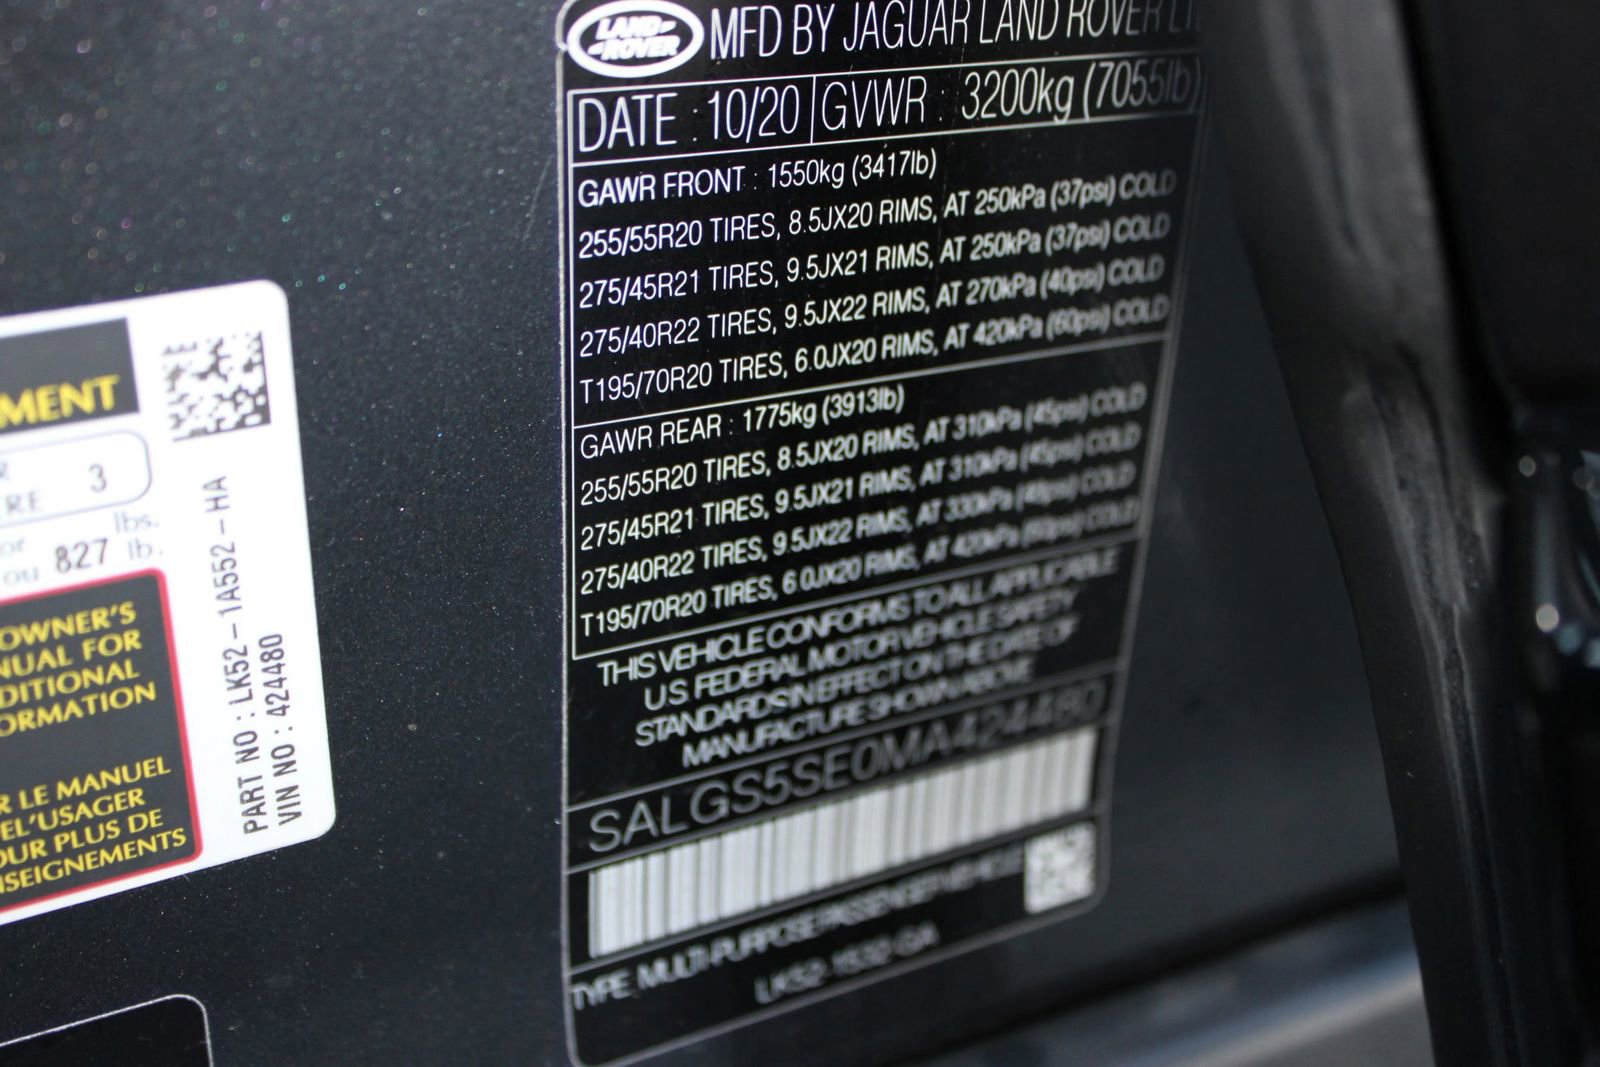 MENT
R
RE 3
or lbs.
ou 827 lb.
OWNER'S
NUAL FOR
DITIONAL
ORMATION
R LE MANUEL
EL'USAGER
OUR PLUS DE
NSEIGNEMENTS
PART NO : LK52-1A552-HA
VIN NO : 424480
LAND-
-ROVER
MFD BY JAGUAR LAND ROVER LT
DATE : 10/20 GVWR : 3200kg (7055lb)
GAWR FRONT : 1550kg (3417lb)
255/55R20 TIRES, 8.5JX20 RIMS, AT 250kPa (37psi) COLD
275/45R21 TIRES, 9.5JX21 RIMS, AT 250kPa (37psi) COLD
275/40R22 TIRES, 9.5JX22 RIMS, AT 270kPa (40psi) COLD
T195/70R20 TIRES, 6.0JX20 RIMS, AT 420kPa (60psi) COLD
GAWR REAR : 1775kg (3913lb)
255/55R20 TIRES, 8.5JX20 RIMS, AT 310kPa (45psi) COLD
275/45R21 TIRES, 9.5JX21 RIMS, AT 310kPa (45psi) COLD
275/40R22 TIRES, 9.5JX22 RIMS, AT 330kPa (48psi) COLD
T195/70R20 TIRES, 6.0JX20 RIMS, AT 420kPa (60psi) COLD
THIS VEHICLE CONFORMS TO ALL APPLICABLE
U.S. FEDERAL MOTOR VEHICLE SAFETY
STANDARDS IN EFFECT ON THE DATE OF
MANUFACTURE SHOWN ABOVE
SALGS5SE0MA424480
TYPE: MULTI-PURPOSE PASSENGER VEHICLE
LK52-1532-GA